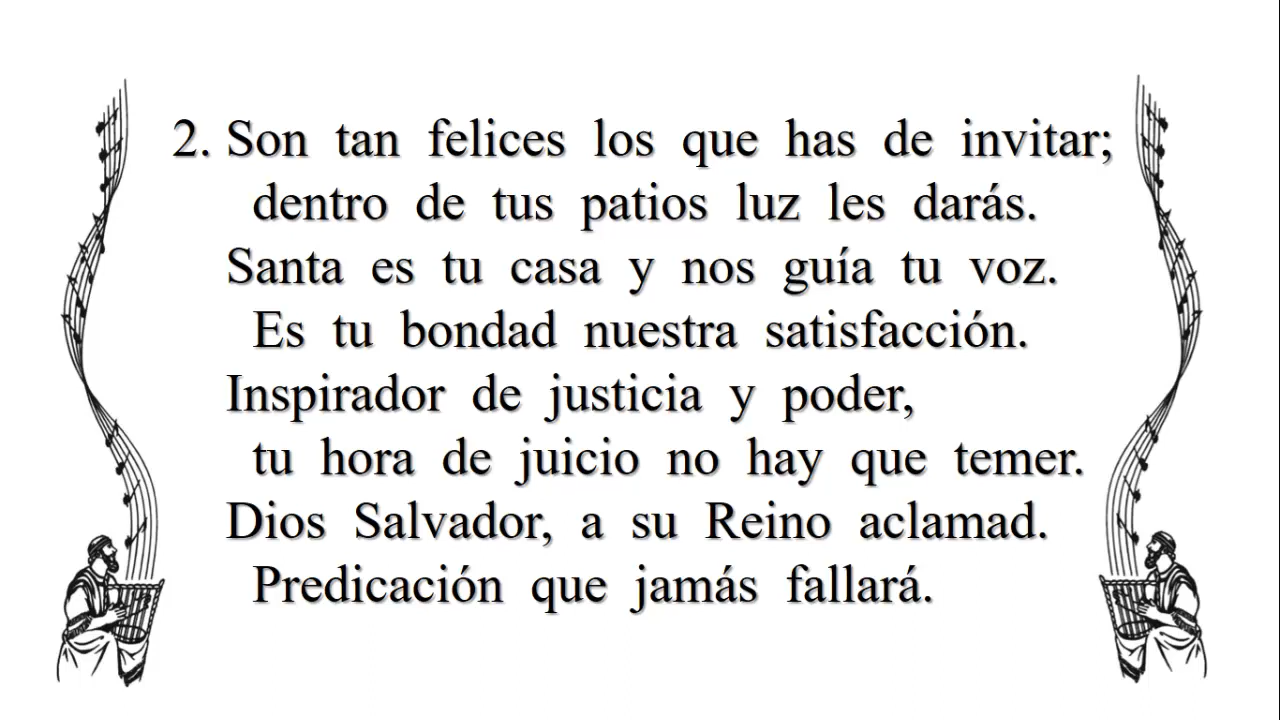 2. Son tan felices los que has de invitar;
dentro de tus patios luz les darás.
Santa es tu casa y nos guía tu voz.
Es tu bondad nuestra satisfacción.
Inspirador de justicia y poder,
tu hora de juicio no hay que temer.
Dios Salvador, a su Reino aclamad.
Predicación que jamás fallará.